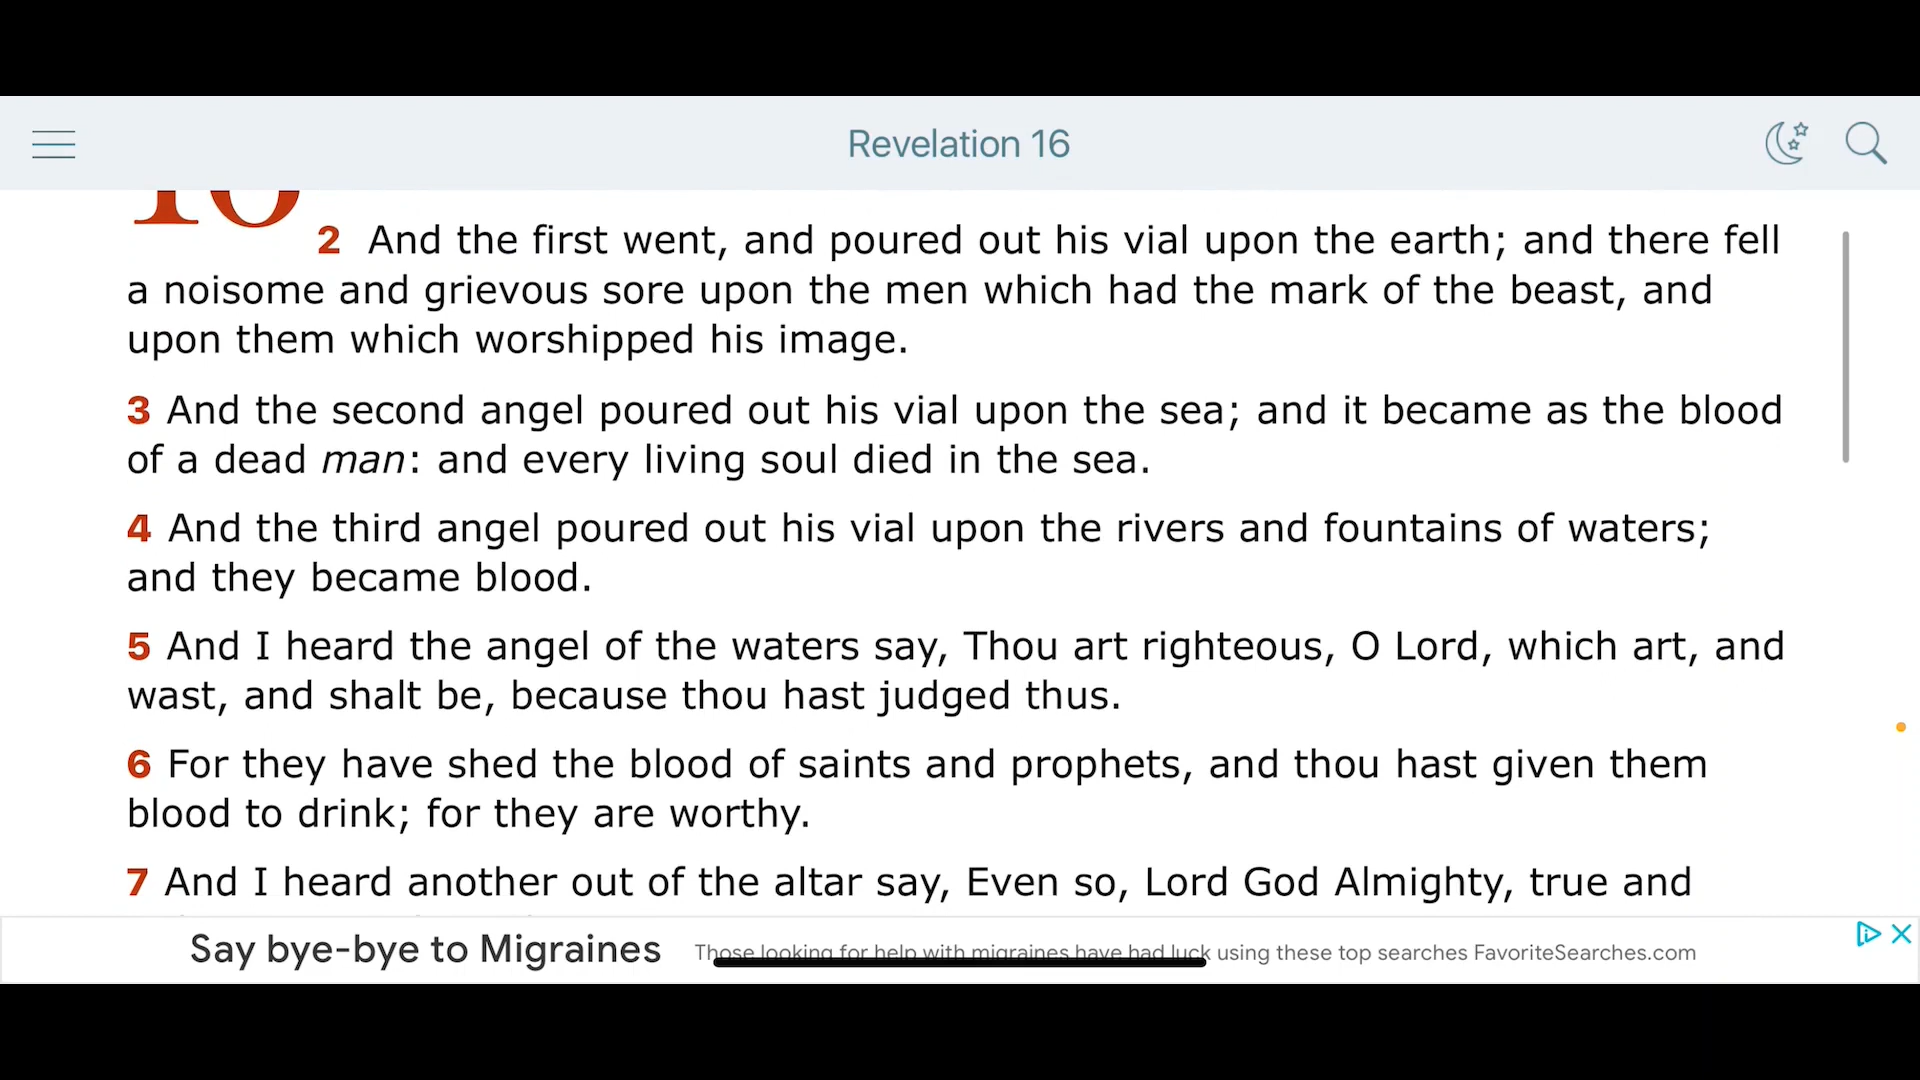 Revelation 16
16
2 And the first went, and poured out his vial upon the earth; and there fell
a noisome and grievous sore upon the men which had the mark of the beast, and
upon them which worshipped his image.
3 And the second angel poured out his vial upon the sea; and it became as the blood
of a dead man: and every living soul died in the sea.
4 And the third angel poured out his vial upon the rivers and fountains of waters;
and they became blood.
5 And I heard the angel of the waters say, Thou art righteous, O Lord, which art, and
wast, and shalt be, because thou hast judged thus.
6 For they have shed the blood of saints and prophets, and thou hast given them
blood to drink; for they are worthy.
7 And I heard another out of the altar say, Even so, Lord God Almighty, true and
Say bye-bye to Migraines
Those looking for help with migraines have had luck using these top searches FavoriteSearches.com